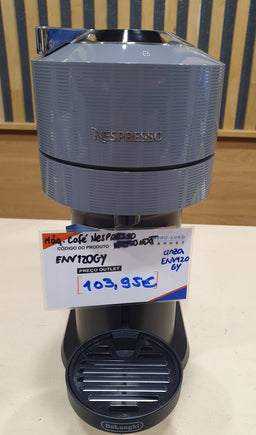 NESPRESSO
Máq. Café NESPRESSO
CÓDIGO DO PRODUTO
ENV120GY
cinza
ENV120
GY
PREÇO OUTLET
103,95€
DeLonghi